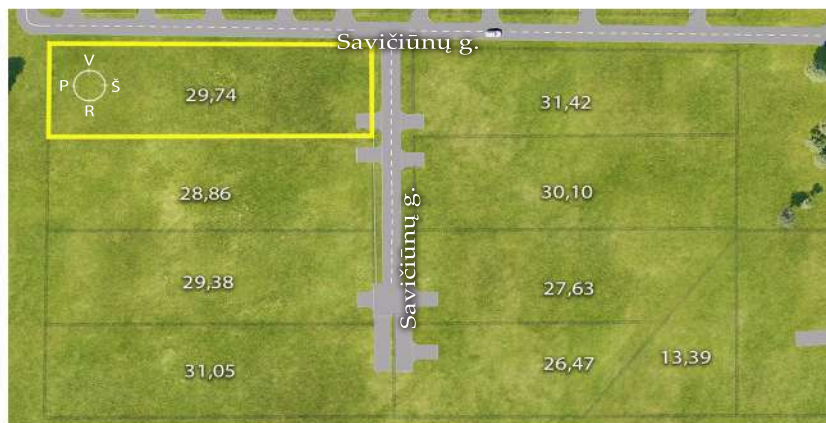 Savičiūnų g.
V
P Š
R
29,74
31,42
28,86
30,10
Savičiūnų g.
29,38
27,63
31,05
26,47
13,39